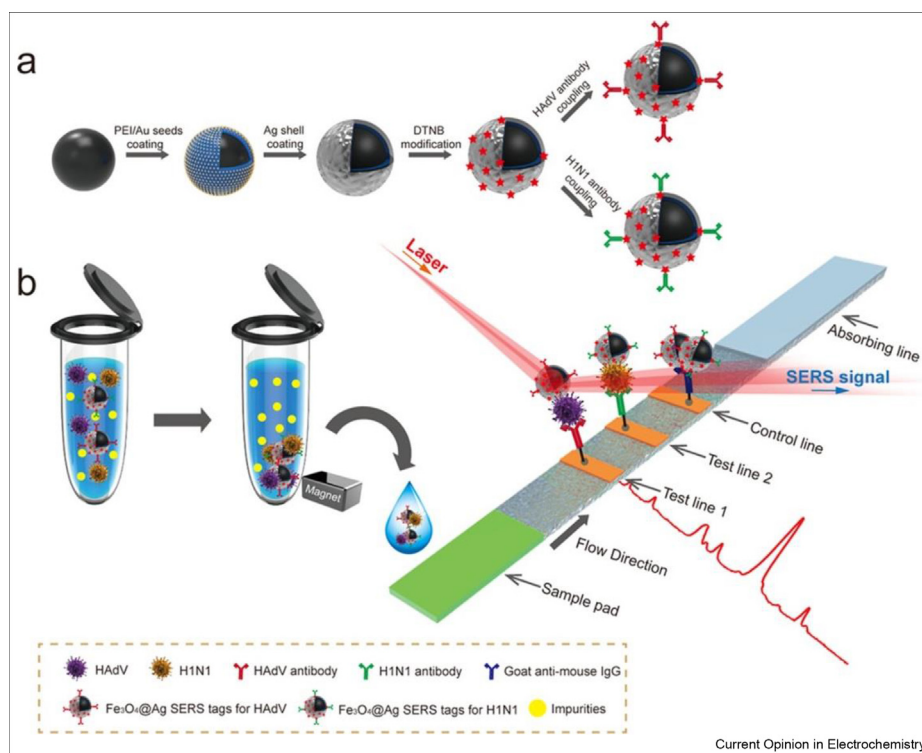 a
PEI/Au seeds
coating
Ag shell
coating
DTNB
modification
HAdV antibody
coupling
H1N1 antibody
coupling
b
Laser
Magnet
Absorbing line
SERS signal
Control line
Test line 2
Test line 1
Flow Direction
Sample pad
HAdV
H1N1
HAdV antibody
H1N1 antibody
Goat anti-mouse IgG
Fe₃O₄@Ag SERS tags for HAdV
Fe₃O₄@Ag SERS tags for H1N1
Impurities
Current Opinion in Electrochemistry